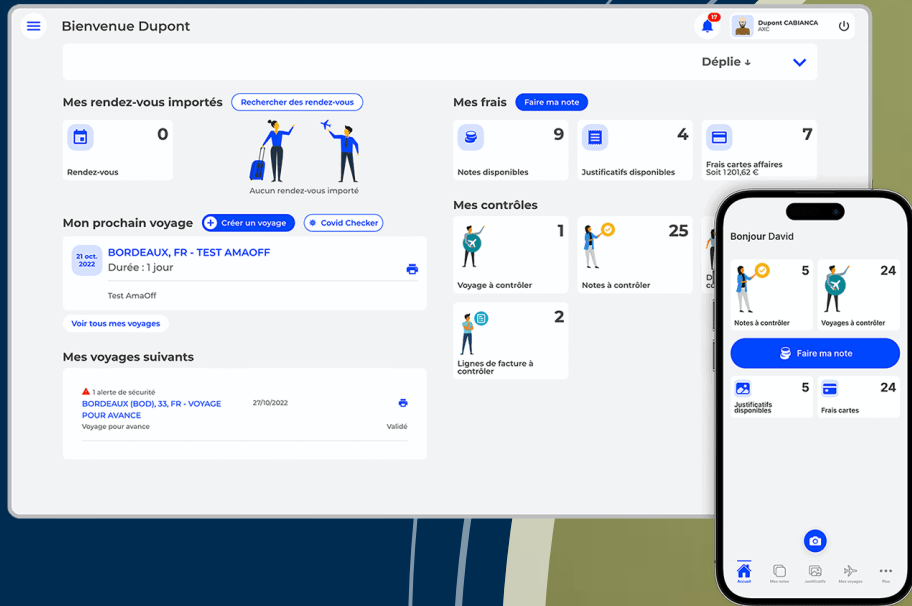 Bienvenue Dupont
17
Dupont CABIANCA
AXC
Déplie ↓
Mes rendez-vous importés
Rechercher des rendez-vous
0
Rendez-vous
Aucun rendez-vous importé
Mon prochain voyage
Créer un voyage
Covid Checker
21 oct.
2022
BORDEAUX, FR - TEST AMAOFF
Durée : 1 jour
Test AmaOff
Voir tous mes voyages
Mes voyages suivants
1 alerte de sécurité
BORDEAUX (BOD), 33, FR - VOYAGE
POUR AVANCE
27/10/2022
Voyage pour avance
Validé
Mes frais
Faire ma note
9
Notes disponibles
4
Justificatifs disponibles
7
Frais cartes affaires
Soit 1 201,62 €
Mes contrôles
1
Voyage à contrôler
25
Notes à contrôler
2
Lignes de facture à
contrôler
Bonjour David
5
Notes à contrôler
24
Voyages à contrôler
Faire ma note
5
Justificatifs
disponibles
24
Frais cartes
Accueil
Mes notes
Justificatifs
Mes voyages
Plus